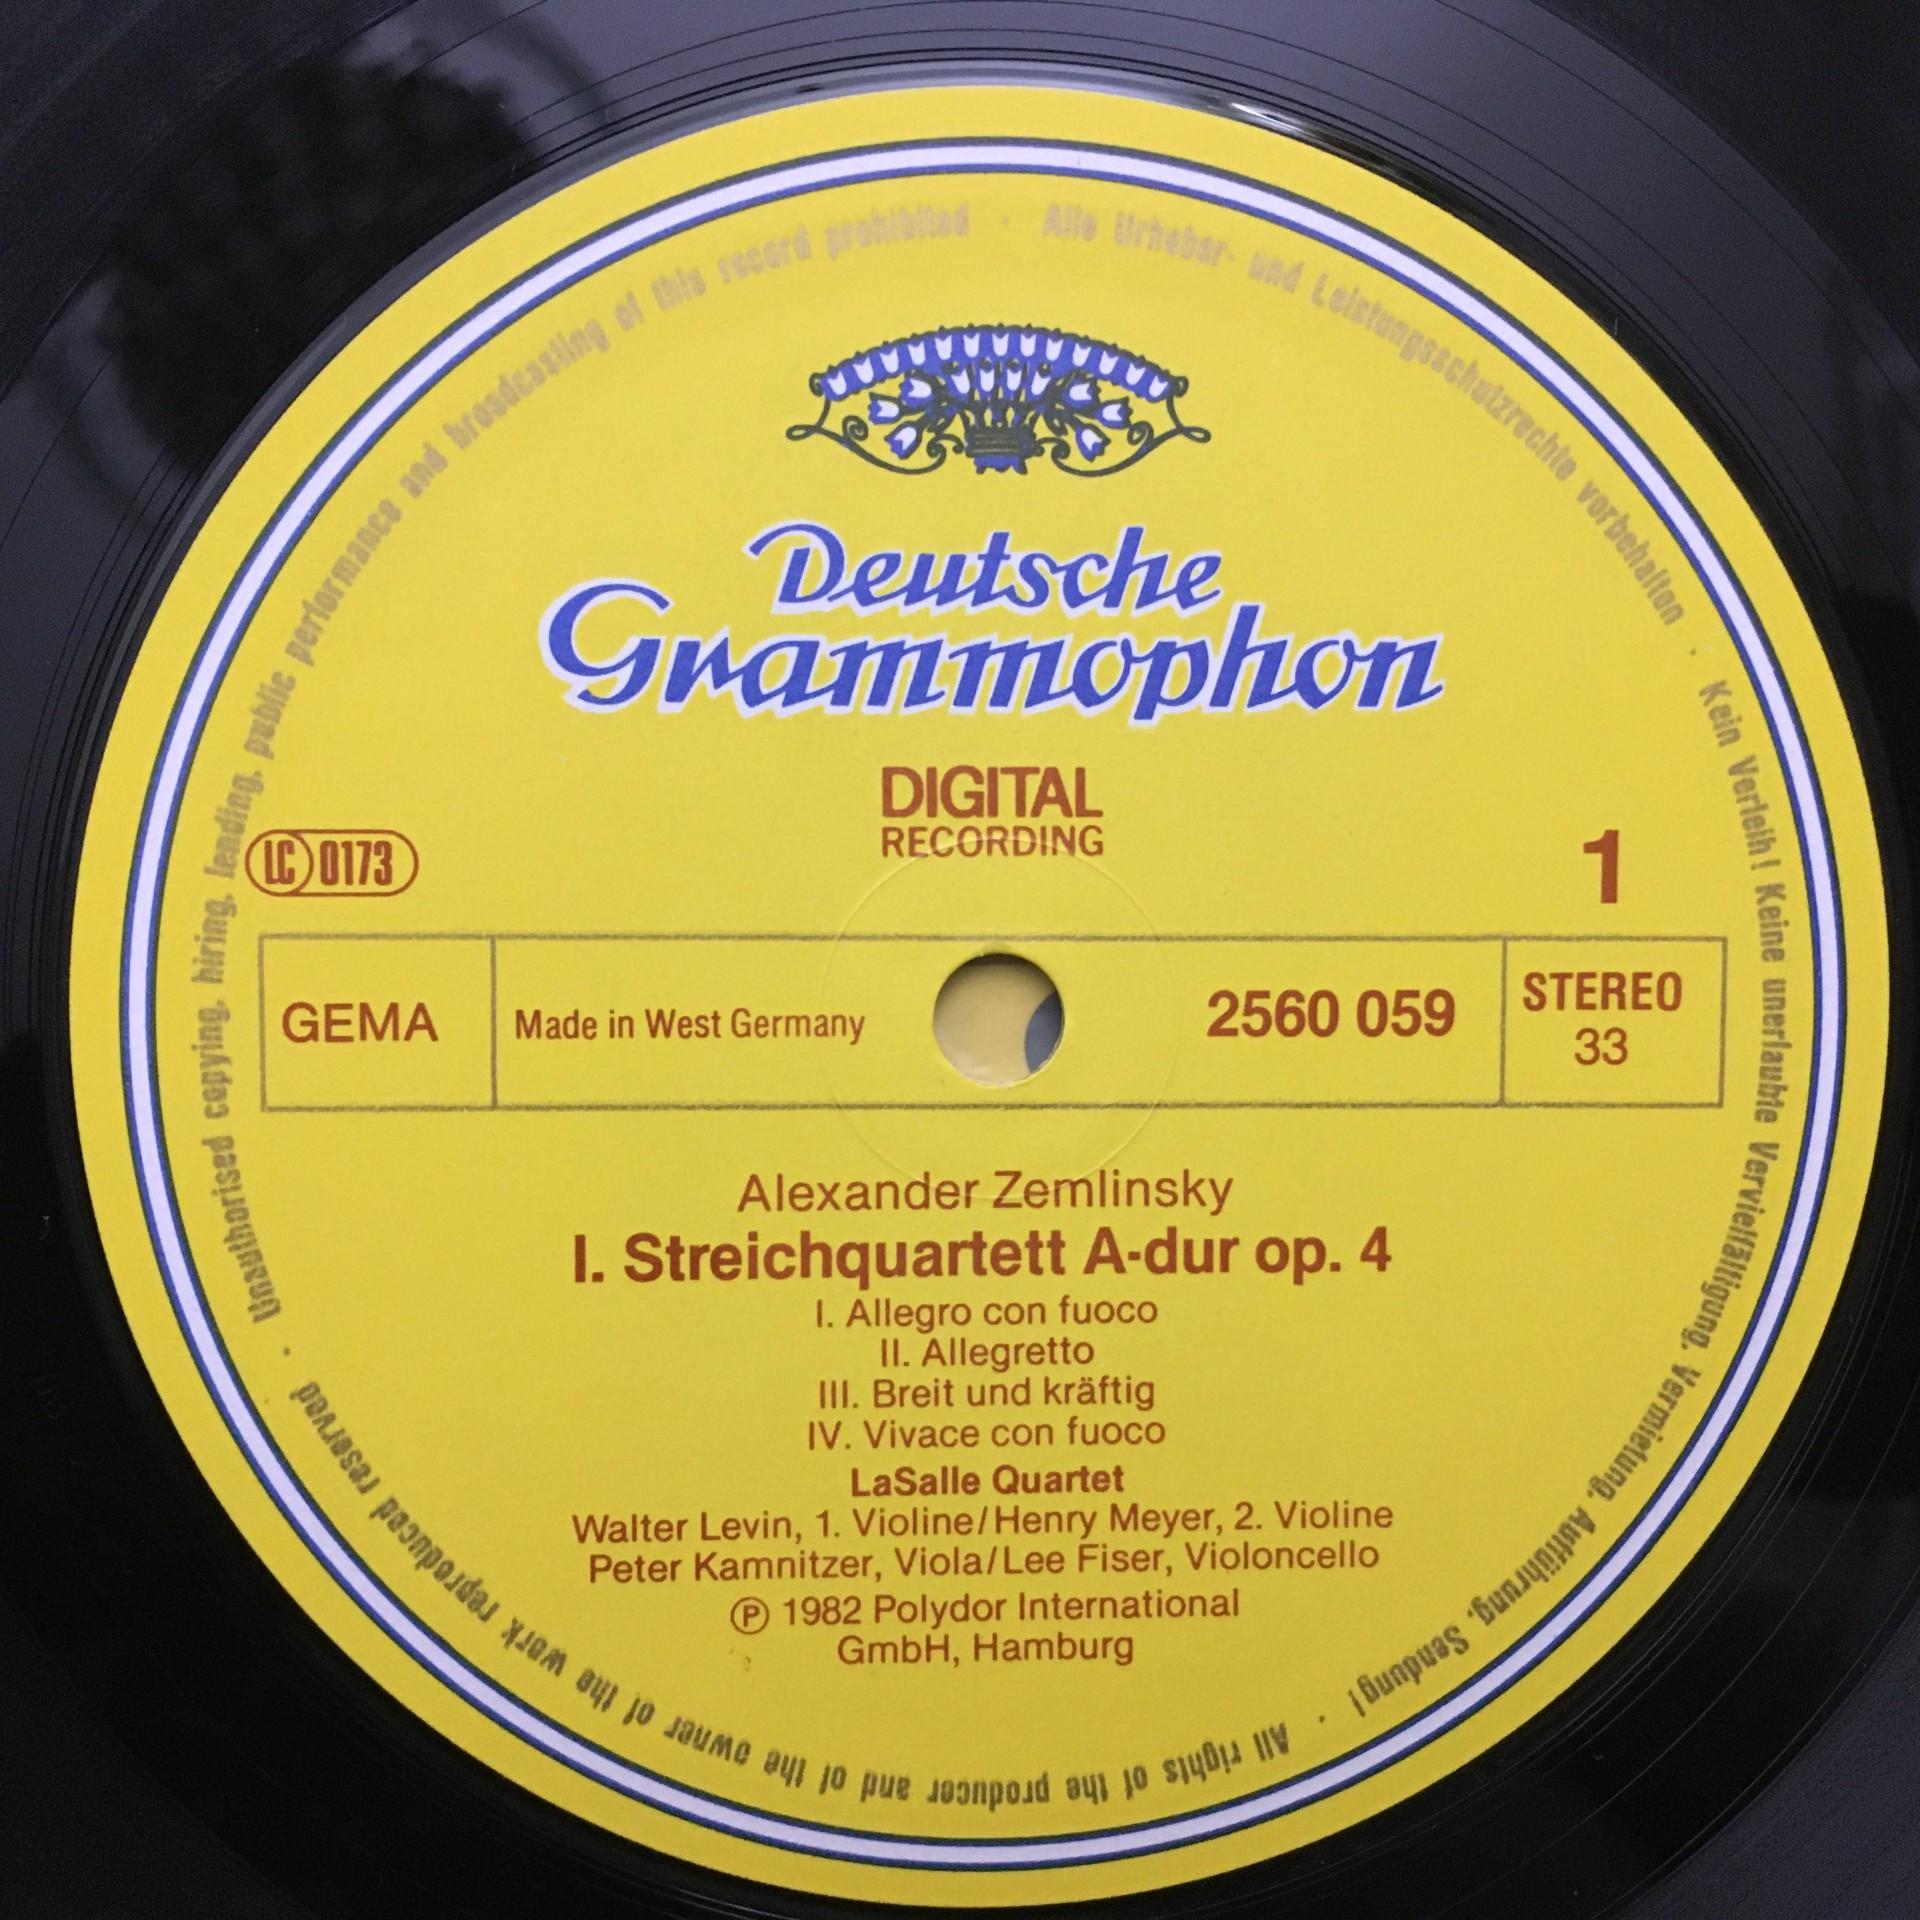 Deutsche
Grammophon
DIGITAL
RECORDING
LC 0173
1
GEMA
Made in West Germany
2560 059
STEREO
33
Alexander Zemlinsky
I. Streichquartett A-dur op. 4
I. Allegro con fuoco
II. Allegretto
III. Breit und kräftig
IV. Vivace con fuoco
LaSalle Quartet
Walter Levin, 1. Violine/Henry Meyer, 2. Violine
Peter Kamnitzer, Viola/Lee Fiser, Violoncello
℗ 1982 Polydor International
GmbH, Hamburg
Alle Urheber- und Leistungsschutzrechte vorbehalten · Kein Verleih! Keine unerlaubte Vervielfältigung, Vermietung, Aufführung, Sendung! · All rights of the producer and of the owner of the work reproduced reserved · Unauthorised copying, hiring, lending, public performance and broadcasting of this record prohibited ·